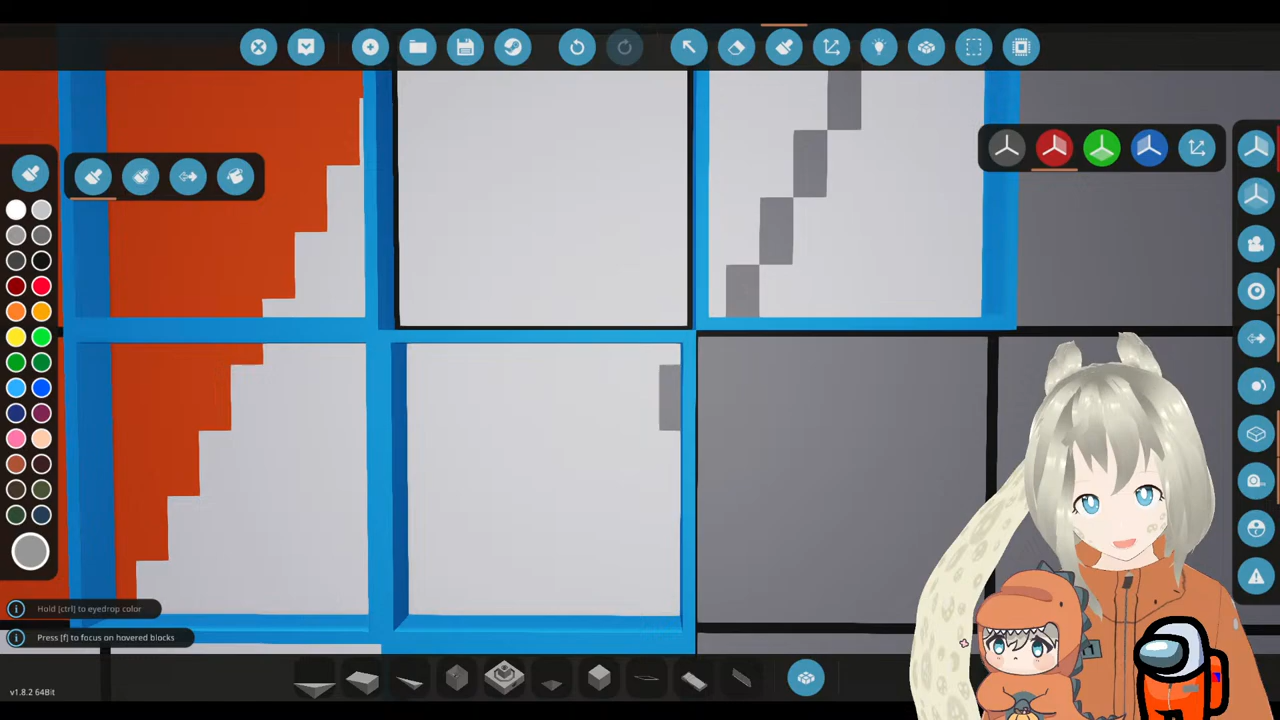 Hold [ctrl] to eyedrop color
Press [f] to focus on hovered blocks
v1.8.2 64Bit